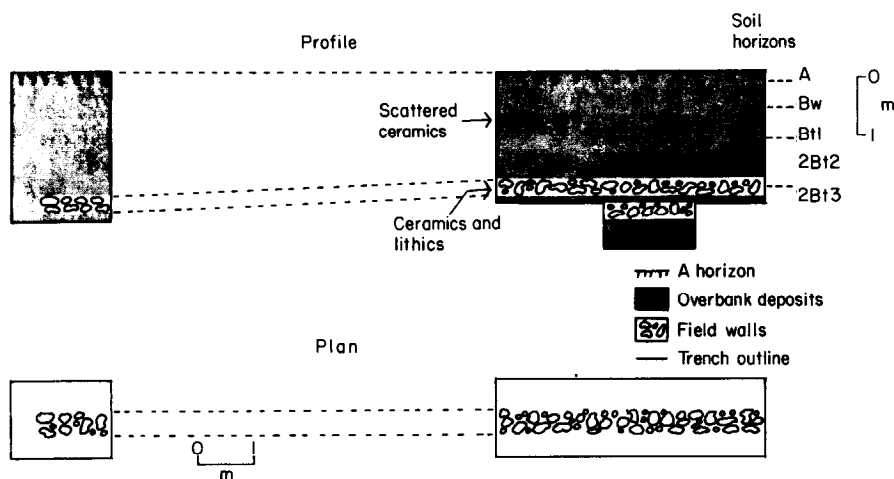 Profile
Soil
horizons
A
Bw
Bt1
2Bt2
2Bt3
0
m
1
Scattered
ceramics
Ceramics and
lithics
A horizon
Overbank deposits
Field walls
Trench outline
Plan
0 1
m